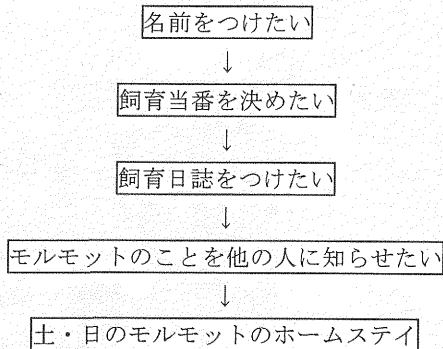 名前をつけたい
↓
飼育当番を決めたい
↓
飼育日誌をつけたい
↓
モルモットのことを他の人に知らせたい
↓
土・日のモルモットのホームステイ